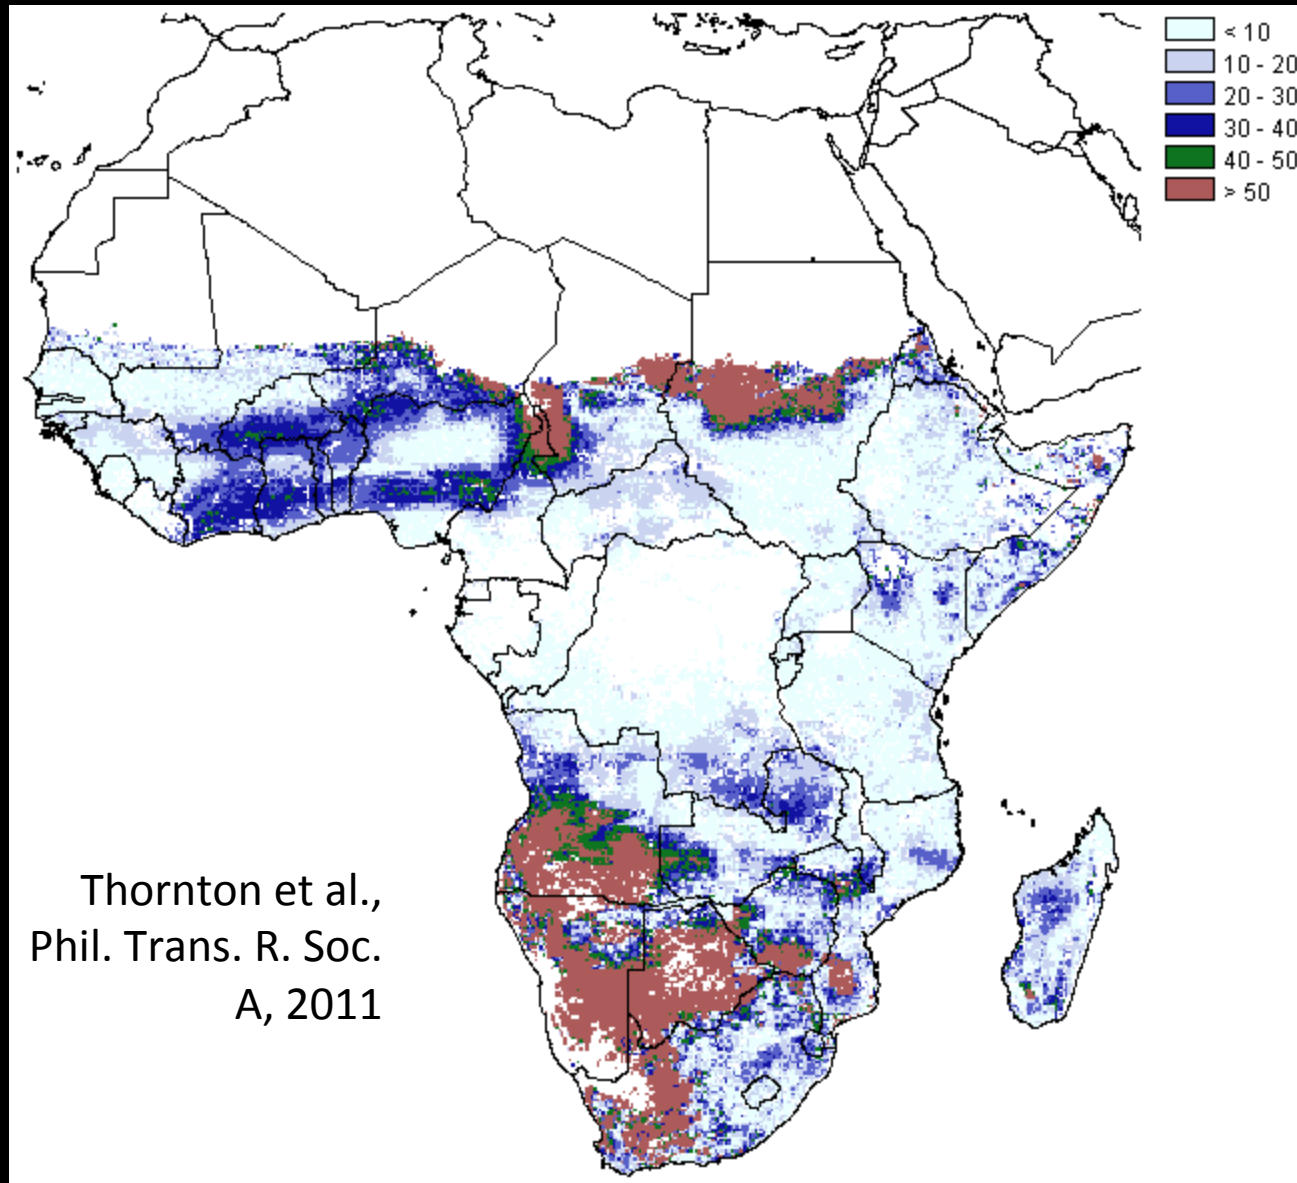 < 10
10 - 20
20 - 30
30 - 40
40 - 50
> 50
Thornton et al.,
Phil. Trans. R. Soc.
A, 2011